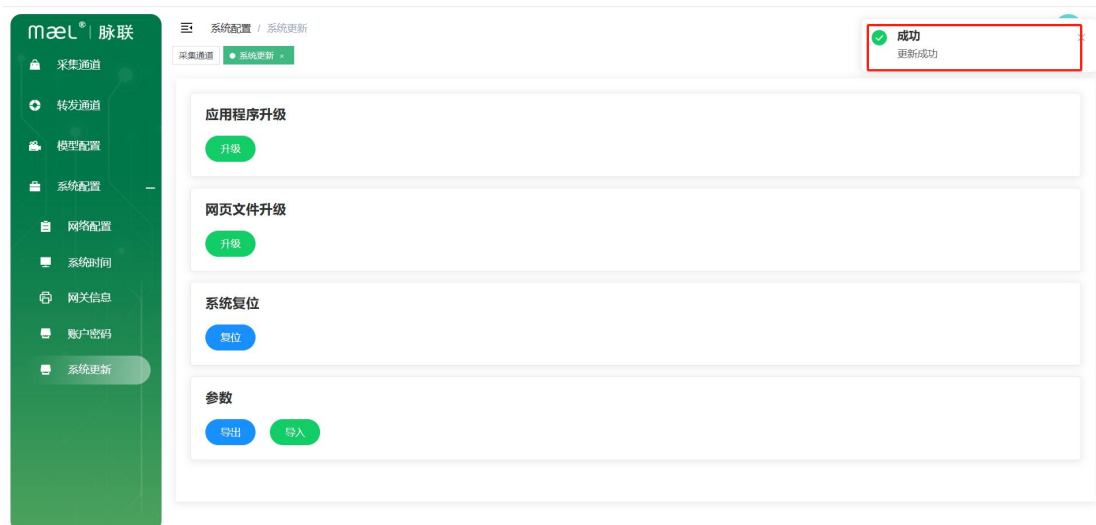 mæL®|脉联
采集通道
转发通道
模型配置
系统配置
网络配置
系统时间
网关信息
账户密码
系统更新
系统配置 / 系统更新
采集通道 系统更新 ×
成功 ×
更新成功
应用程序升级
升级
网页文件升级
升级
系统复位
复位
参数
导出 导入